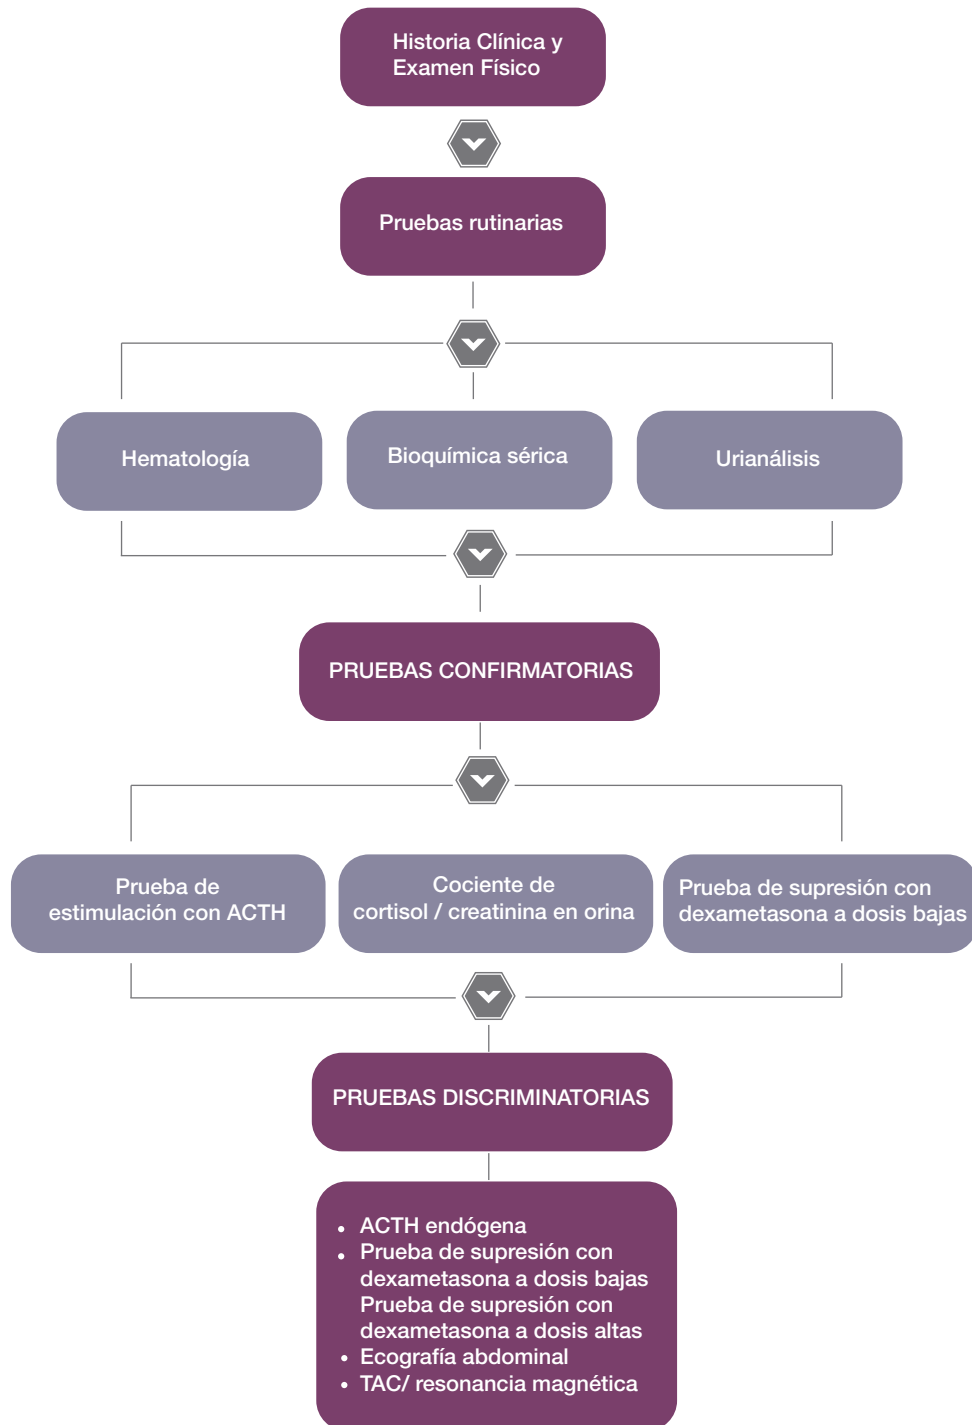 Historia Clínica y
Examen Físico
Pruebas rutinarias
Hematología
Bioquímica sérica
Urianálisis
PRUEBAS CONFIRMATORIAS
Prueba de
estimulación con ACTH
Cociente de
cortisol / creatinina en orina
Prueba de supresión con
dexametasona a dosis bajas
PRUEBAS DISCRIMINATORIAS
• ACTH endógena
• Prueba de supresión con
dexametasona a dosis bajas
Prueba de supresión con
dexametasona a dosis altas
• Ecografía abdominal
• TAC/ resonancia magnética